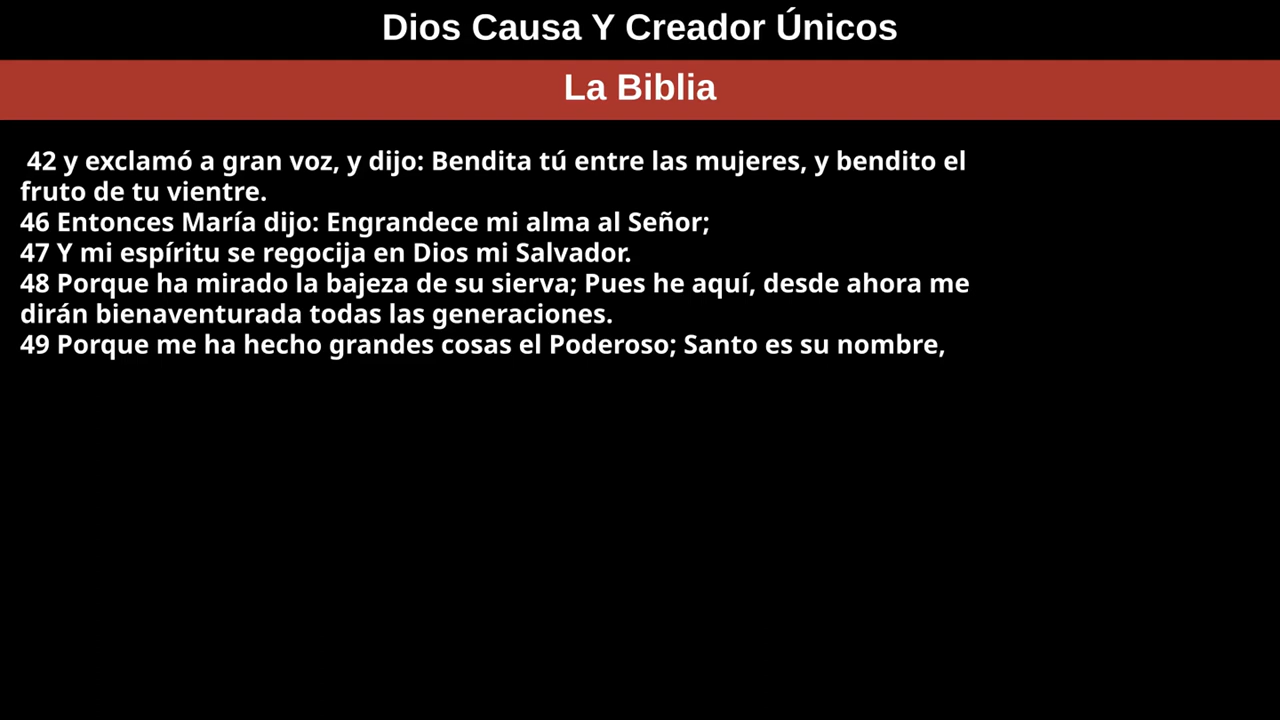 Dios Causa Y Creador Únicos
La Biblia
42 y exclamó a gran voz, y dijo: Bendita tú entre las mujeres, y bendito el
fruto de tu vientre.
46 Entonces María dijo: Engrandece mi alma al Señor;
47 Y mi espíritu se regocija en Dios mi Salvador.
48 Porque ha mirado la bajeza de su sierva; Pues he aquí, desde ahora me
dirán bienaventurada todas las generaciones.
49 Porque me ha hecho grandes cosas el Poderoso; Santo es su nombre,